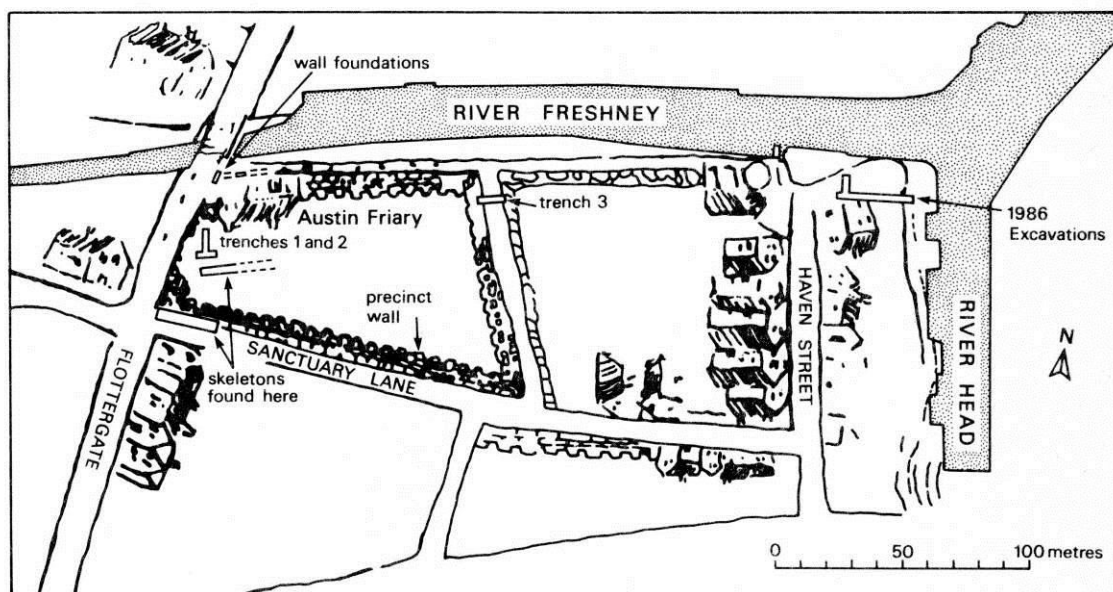 wall foundations
RIVER FRESHNEY
Austin Friary
trench 3
trenches 1 and 2
1986
Excavations
precinct
wall
HAVEN STREET
RIVER HEAD
N
SANCTUARY LANE
skeletons
found here
FLOTTERGATE
0 50 100 metres